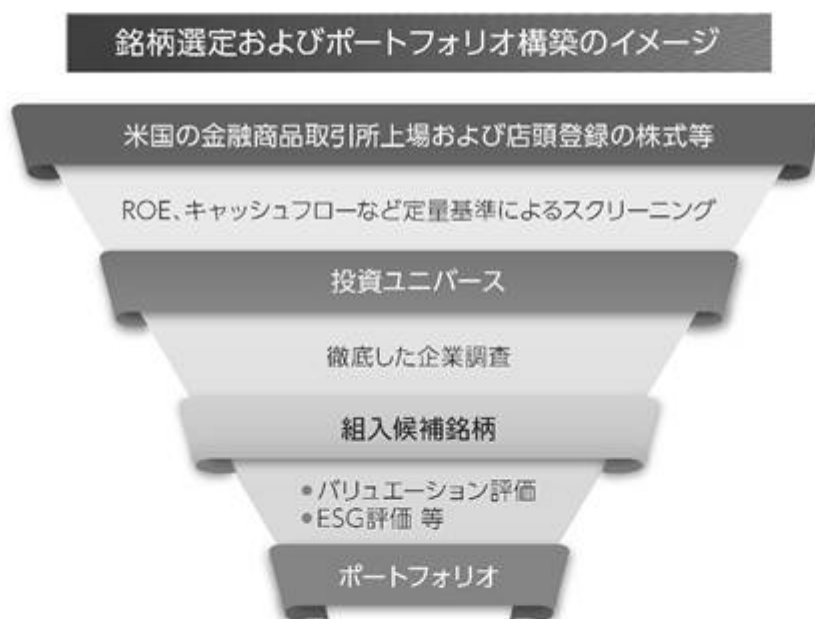 銘柄選定およびポートフォリオ構築のイメージ
米国の金融商品取引所上場および店頭登録の株式等
ROE、キャッシュフローなど定量基準によるスクリーニング
投資ユニバース
徹底した企業調査
組入候補銘柄
●バリュエーション評価
●ESG評価 等
ポートフォリオ